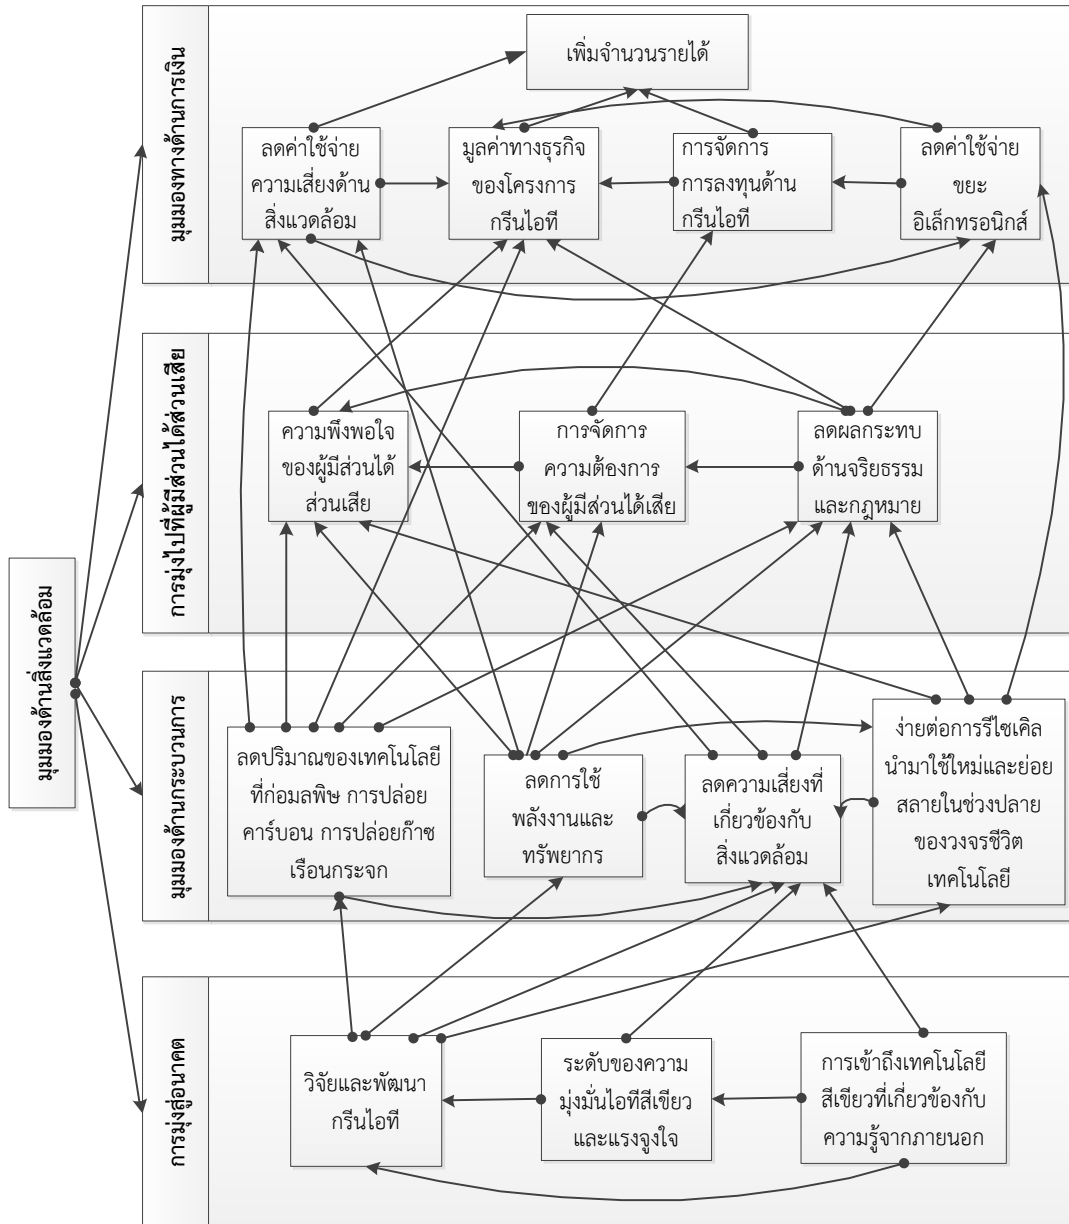 มุมมองด้านสิ่งแวดล้อม
มุมมองทางด้านการเงิน
เพิ่มจำนวนรายได้
ลดค่าใช้จ่าย
ความเสี่ยงด้าน
สิ่งแวดล้อม
มูลค่าทางธุรกิจ
ของโครงการ
กรีนไอที
การจัดการ
การลงทุนด้าน
กรีนไอที
ลดค่าใช้จ่าย
ขยะ
อิเล็กทรอนิกส์
การมุ่งไปที่ผู้มีส่วนได้ส่วนเสีย
ความพึงพอใจ
ของผู้มีส่วนได้
ส่วนเสีย
การจัดการ
ความต้องการ
ของผู้มีส่วนได้เสีย
ลดผลกระทบ
ด้านจริยธรรม
และกฎหมาย
มุมมองด้านกระบวนการ
ลดปริมาณของเทคโนโลยี
ที่ก่อมลพิษ การปล่อย
คาร์บอน การปล่อยก๊าซ
เรือนกระจก
ลดการใช้
พลังงานและ
ทรัพยากร
ลดความเสี่ยงที่
เกี่ยวข้องกับ
สิ่งแวดล้อม
ง่ายต่อการรีไซเคิล
นำมาใช้ใหม่และย่อย
สลายในช่วงปลาย
ของวงจรชีวิต
เทคโนโลยี
การมุ่งสู่อนาคต
วิจัยและพัฒนา
กรีนไอที
ระดับของความ
มุ่งมั่นไอทีสีเขียว
และแรงจูงใจ
การเข้าถึงเทคโนโลยี
สีเขียวที่เกี่ยวข้องกับ
ความรู้จากภายนอก